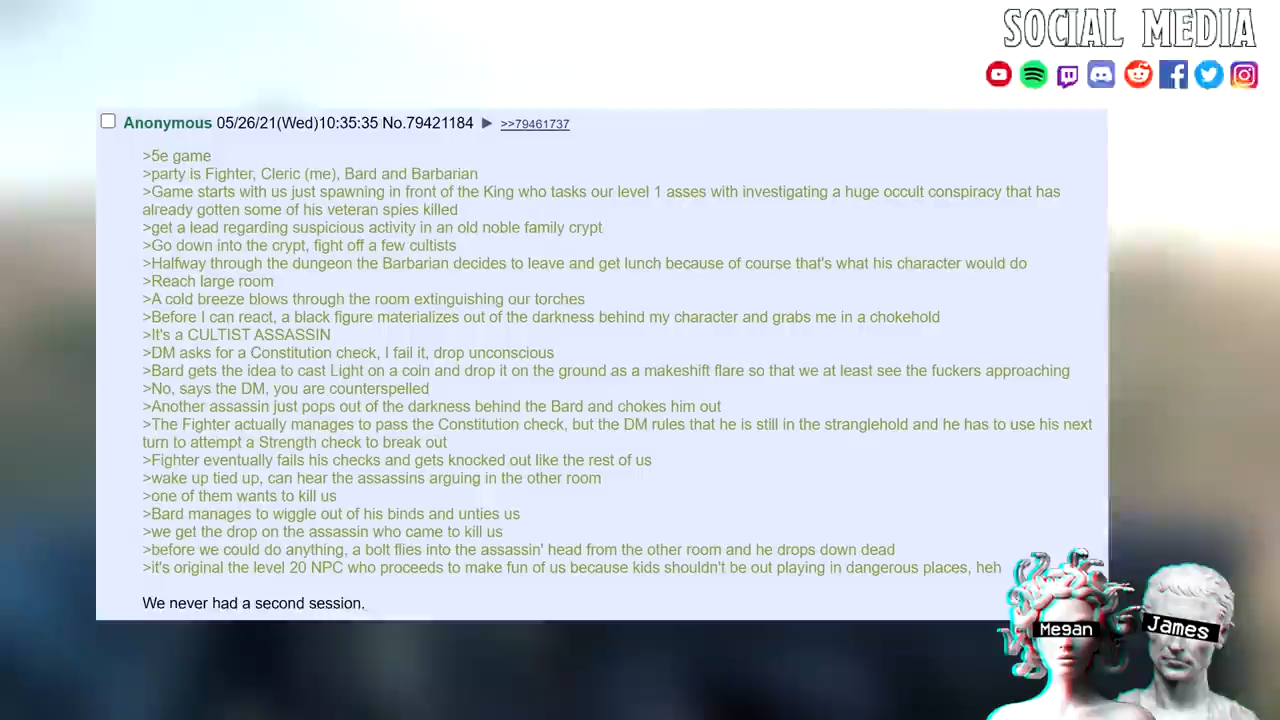 SOCIAL MEDIA
Anonymous 05/26/21(Wed)10:35:35 No.79421184 ▶ >>79461737
>5e game
>party is Fighter, Cleric (me), Bard and Barbarian
>Game starts with us just spawning in front of the King who tasks our level 1 asses with investigating a huge occult conspiracy that has
already gotten some of his veteran spies killed
>get a lead regarding suspicious activity in an old noble family crypt
>Go down into the crypt, fight off a few cultists
>Halfway through the dungeon the Barbarian decides to leave and get lunch because of course that's what his character would do
>Reach large room
>A cold breeze blows through the room extinguishing our torches
>Before I can react, a black figure materializes out of the darkness behind my character and grabs me in a chokehold
>It's a CULTIST ASSASSIN
>DM asks for a Constitution check, I fail it, drop unconscious
>Bard gets the idea to cast Light on a coin and drop it on the ground as a makeshift flare so that we at least see the fuckers approaching
>No, says the DM, you are counterspelled
>Another assassin just pops out of the darkness behind the Bard and chokes him out
>The Fighter actually manages to pass the Constitution check, but the DM rules that he is still in the stranglehold and he has to use his next
turn to attempt a Strength check to break out
>Fighter eventually fails his checks and gets knocked out like the rest of us
>wake up tied up, can hear the assassins arguing in the other room
>one of them wants to kill us
>Bard manages to wiggle out of his binds and unties us
>we get the drop on the assassin who came to kill us
>before we could do anything, a bolt flies into the assassin' head from the other room and he drops down dead
>it's original the level 20 NPC who proceeds to make fun of us because kids shouldn't be out playing in dangerous places, heh
We never had a second session.
Megan
James